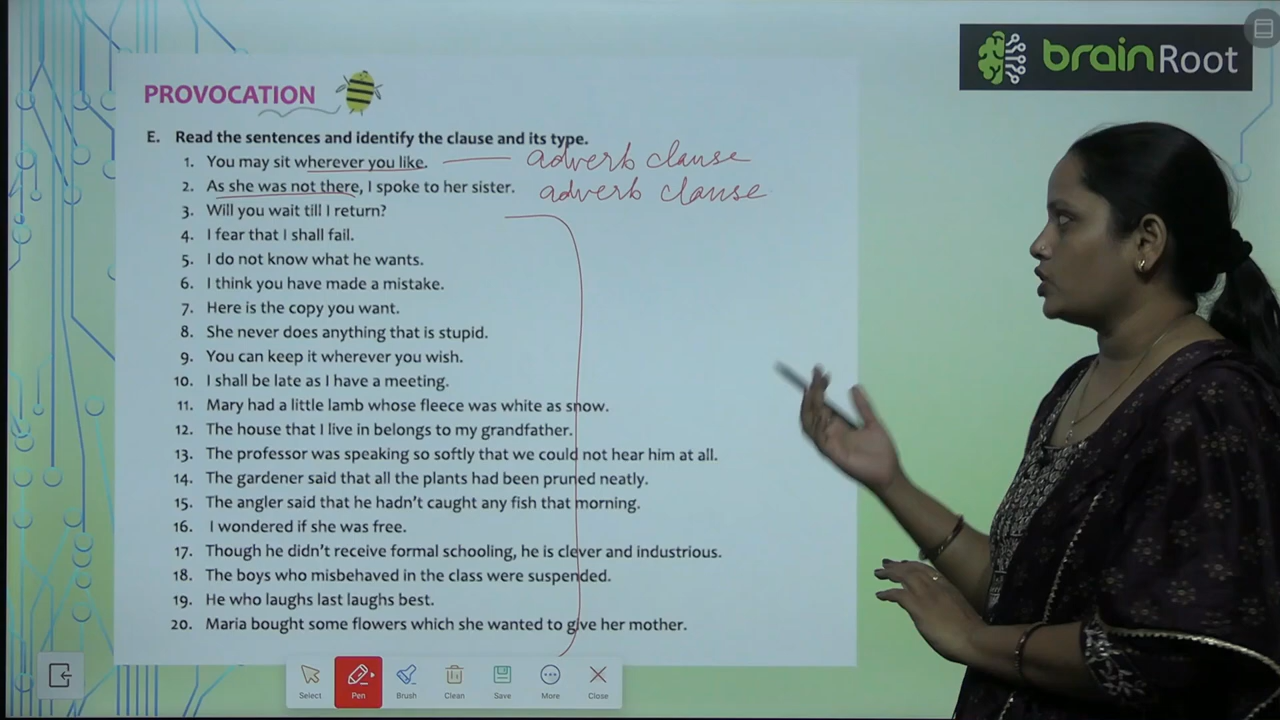 brainRoot
PROVOCATION
E. Read the sentences and identify the clause and its type.
1. You may sit wherever you like. adverb clause
2. As she was not there, I spoke to her sister. adverb clause
3. Will you wait till I return?
4. I fear that I shall fail.
5. I do not know what he wants.
6. I think you have made a mistake.
7. Here is the copy you want.
8. She never does anything that is stupid.
9. You can keep it wherever you wish.
10. I shall be late as I have a meeting.
11. Mary had a little lamb whose fleece was white as snow.
12. The house that I live in belongs to my grandfather.
13. The professor was speaking so softly that we could not hear him at all.
14. The gardener said that all the plants had been pruned neatly.
15. The angler said that he hadn't caught any fish that morning.
16. I wondered if she was free.
17. Though he didn't receive formal schooling, he is clever and industrious.
18. The boys who misbehaved in the class were suspended.
19. He who laughs last laughs best.
20. Maria bought some flowers which she wanted to give her mother.
Select Pen Brush Clean Save More Close